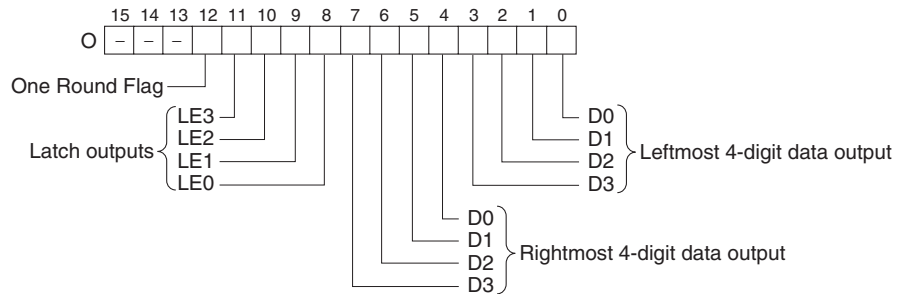 15 14 13 12 11 10 9 8 7 6 5 4 3 2 1 0
O – – –
One Round Flag
LE3 D0
LE2 D1
Latch outputs Leftmost 4-digit data output
LE1 D2
LE0 D3
D0
D1
Rightmost 4-digit data output
D2
D3